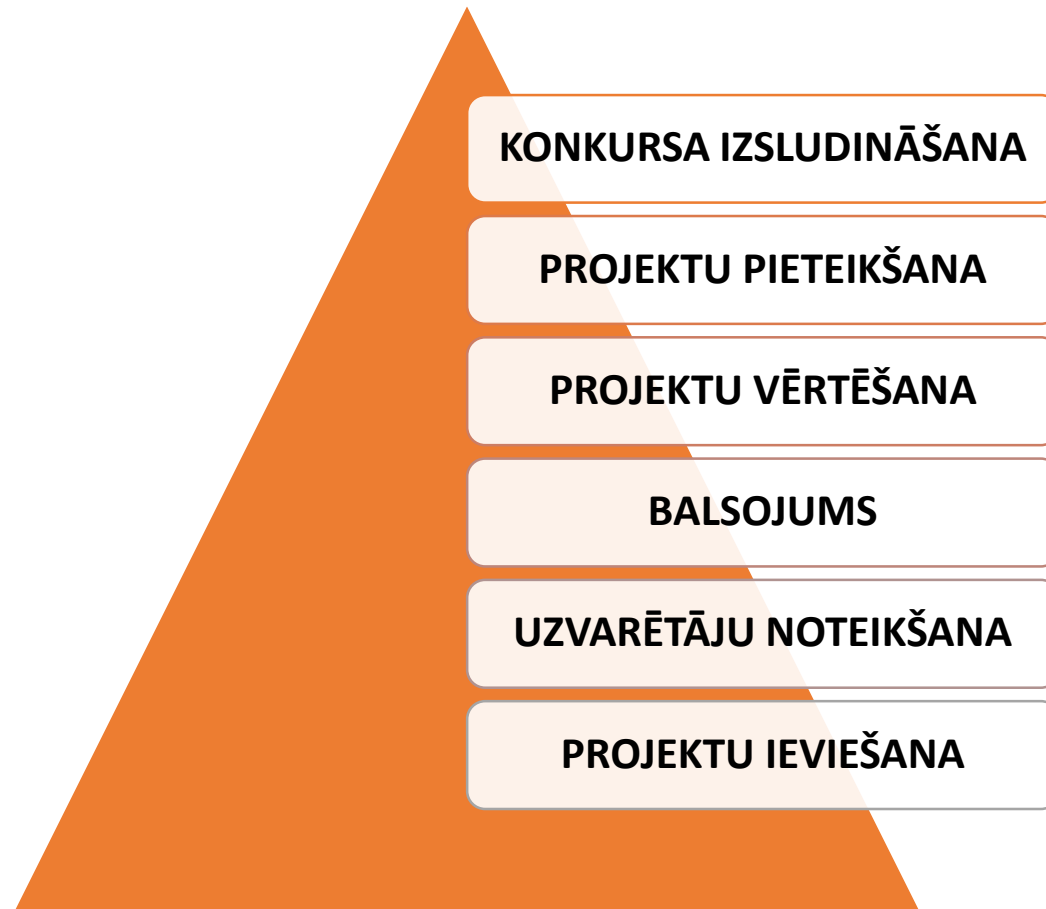 KONKURSA IZSLUDINĀŠANA
PROJEKTU PIETEIKŠANA
PROJEKTU VĒRTĒŠANA
BALSOJUMS
UZVARĒTĀJU NOTEIKŠANA
PROJEKTU IEVIEŠANA